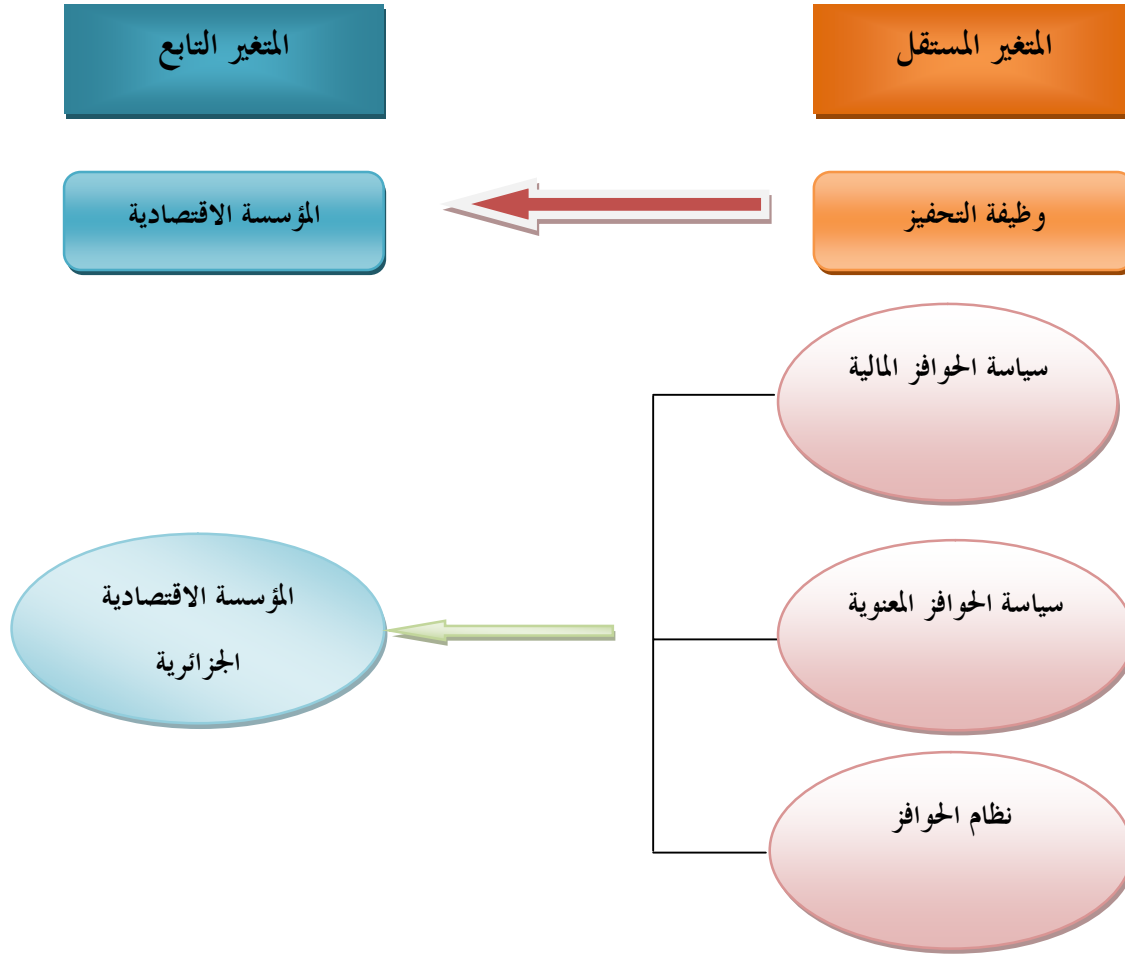 المتغير المستقل
المتغير التابع
وظيفة التحفيز
المؤسسة الاقتصادية
سياسة الحوافز المالية
سياسة الحوافز المعنوية
المؤسسة الاقتصادية
الجزائرية
نظام الحوافز